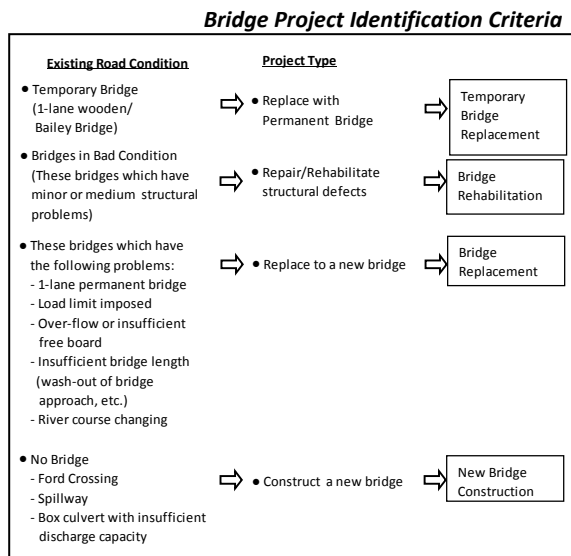 Bridge Project Identification Criteria
Existing Road Condition
Project Type
● Temporary Bridge
(1-lane wooden/
Bailey Bridge)
● Replace with
Permanent Bridge
Temporary
Bridge
Replacement
● Bridges in Bad Condition
(These bridges which have
minor or medium structural
problems)
● Repair/Rehabilitate
structural defects
Bridge
Rehabilitation
● These bridges which have
the following problems:
- 1-lane permanent bridge
- Load limit imposed
- Over-flow or insufficient
free board
- Insufficient bridge length
(wash-out of bridge
approach, etc.)
- River course changing
● Replace to a new bridge
Bridge
Replacement
● No Bridge
- Ford Crossing
- Spillway
- Box culvert with insufficient
discharge capacity
● Construct a new bridge
New Bridge
Construction